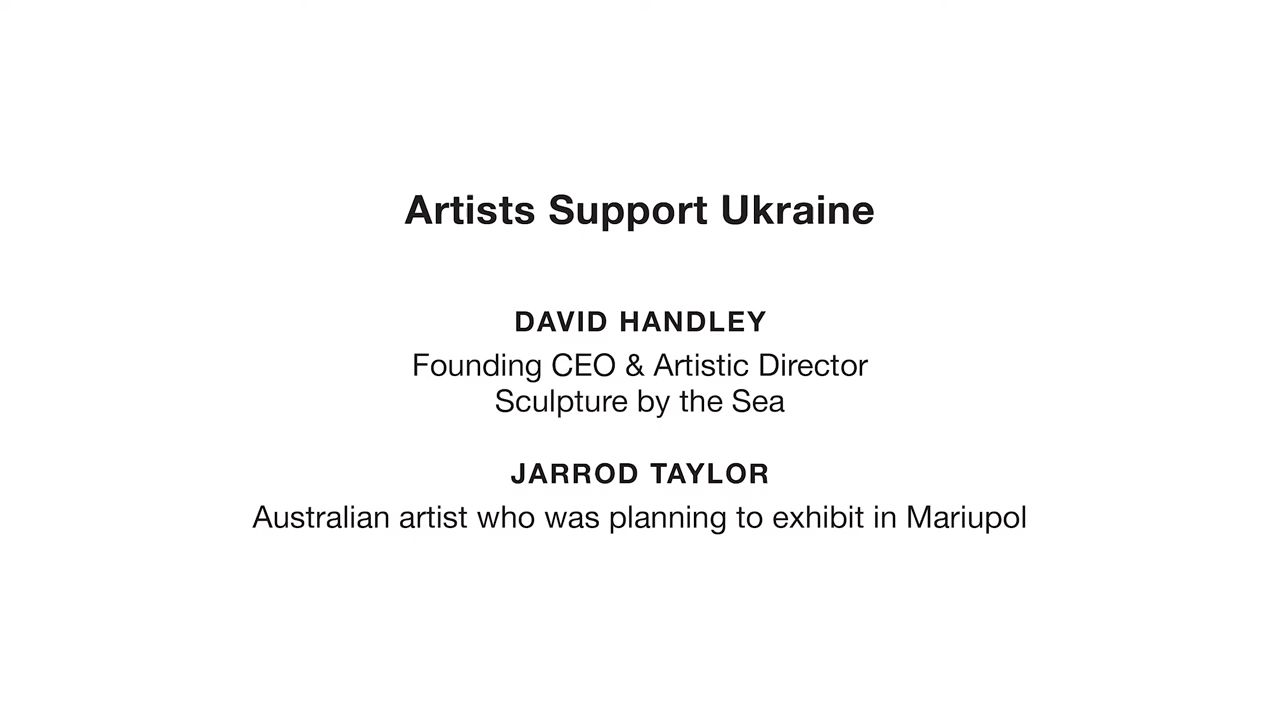 Artists Support Ukraine
DAVID HANDLEY
Founding CEO & Artistic Director
Sculpture by the Sea
JARROD TAYLOR
Australian artist who was planning to exhibit in Mariupol